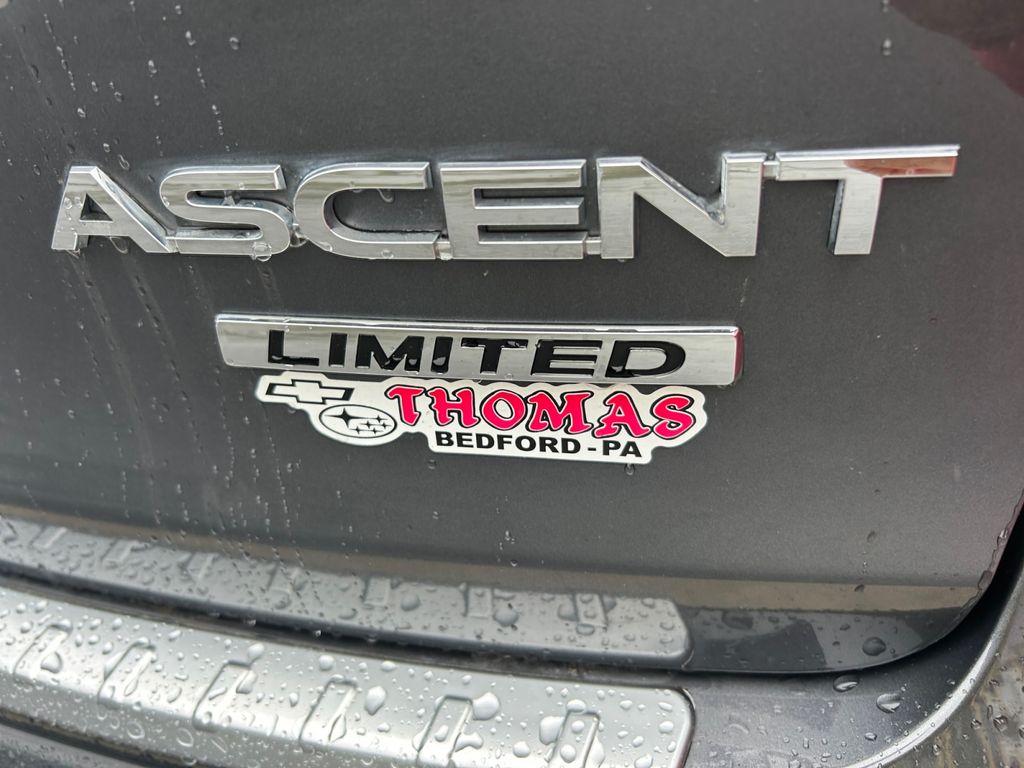 ASCENT
LIMITED
THOMAS
BEDFORD - PA